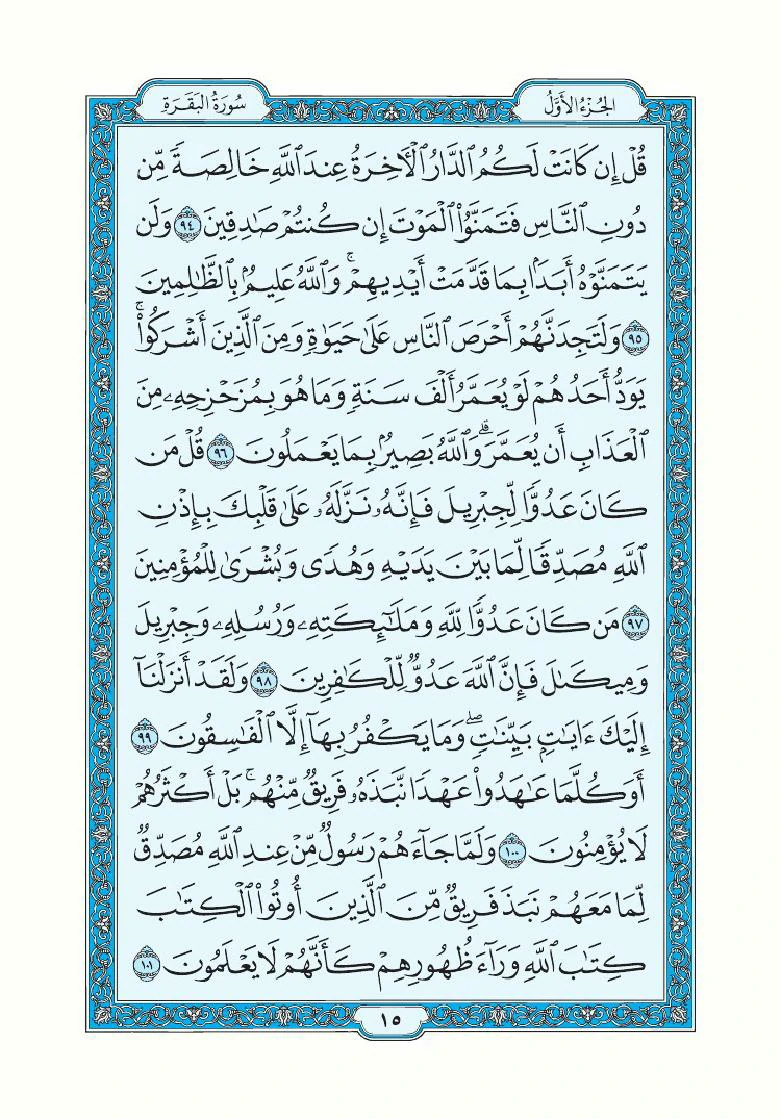 الجُزْءُ الأَوَّلُ
سُورَةُ البَقَرَةِ
قُلْ إِن كَانَتْ لَكُمُ ٱلدَّارُ ٱلْأَخِرَةُ عِندَ ٱللَّهِ خَالِصَةً مِّن
دُونِ ٱلنَّاسِ فَتَمَنَّوُا۟ ٱلْمَوْتَ إِن كُنتُمْ صَٰدِقِينَ ٩٤ وَلَن
يَتَمَنَّوْهُ أَبَدًۢا بِمَا قَدَّمَتْ أَيْدِيهِمْ ۚ وَٱللَّهُ عَلِيمٌۢ بِٱلظَّٰلِمِينَ
٩٥ وَلَتَجِدَنَّهُمْ أَحْرَصَ ٱلنَّاسِ عَلَىٰ حَيَوٰةٍ وَمِنَ ٱلَّذِينَ أَشْرَكُوا۟ ۚ
يَوَدُّ أَحَدُهُمْ لَوْ يُعَمَّرُ أَلْفَ سَنَةٍ وَمَا هُوَ بِمُزَحْزِحِهِۦ مِنَ
ٱلْعَذَابِ أَن يُعَمَّرَ ۗ وَٱللَّهُ بَصِيرٌۢ بِمَا يَعْمَلُونَ ٩٦ قُلْ مَن
كَانَ عَدُوًّا لِّجِبْرِيلَ فَإِنَّهُۥ نَزَّلَهُۥ عَلَىٰ قَلْبِكَ بِإِذْنِ
ٱللَّهِ مُصَدِّقًا لِّمَا بَيْنَ يَدَيْهِ وَهُدًى وَبُشْرَىٰ لِلْمُؤْمِنِينَ
٩٧ مَن كَانَ عَدُوًّا لِّلَّهِ وَمَلَٰٓئِكَتِهِۦ وَرُسُلِهِۦ وَجِبْرِيلَ
وَمِيكَىٰلَ فَإِنَّ ٱللَّهَ عَدُوٌّ لِّلْكَٰفِرِينَ ٩٨ وَلَقَدْ أَنزَلْنَآ
إِلَيْكَ ءَايَٰتٍۭ بَيِّنَٰتٍ ۖ وَمَا يَكْفُرُ بِهَآ إِلَّا ٱلْفَٰسِقُونَ ٩٩
أَوَكُلَّمَا عَٰهَدُوا۟ عَهْدًا نَّبَذَهُۥ فَرِيقٌ مِّنْهُم ۚ بَلْ أَكْثَرُهُمْ
لَا يُؤْمِنُونَ ١٠٠ وَلَمَّا جَآءَهُمْ رَسُولٌ مِّنْ عِندِ ٱللَّهِ مُصَدِّقٌ
لِّمَا مَعَهُمْ نَبَذَ فَرِيقٌ مِّنَ ٱلَّذِينَ أُوتُوا۟ ٱلْكِتَٰبَ
كِتَٰبَ ٱللَّهِ وَرَآءَ ظُهُورِهِمْ كَأَنَّهُمْ لَا يَعْلَمُونَ ١٠١
١٥